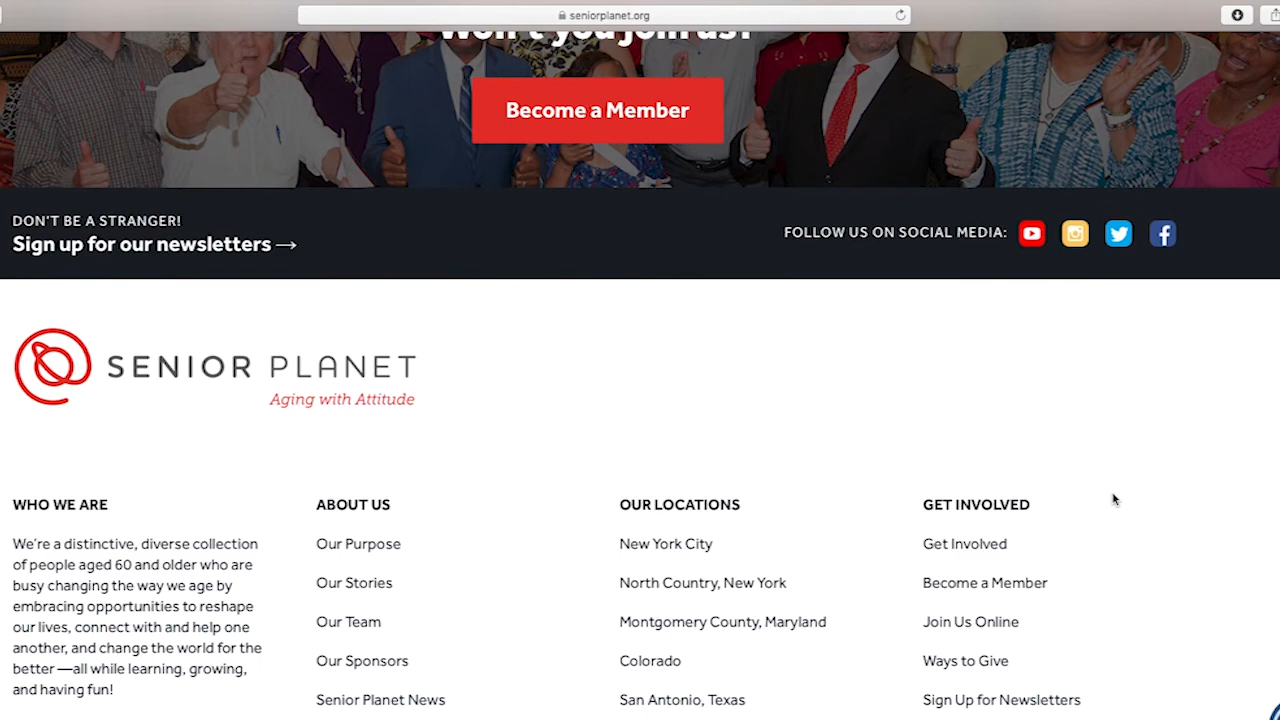 seniorplanet.org
Won't you join us?
Become a Member
DON'T BE A STRANGER!
Sign up for our newsletters →
FOLLOW US ON SOCIAL MEDIA:
SENIOR PLANET
Aging with Attitude
WHO WE ARE
We're a distinctive, diverse collection
of people aged 60 and older who are
busy changing the way we age by
embracing opportunities to reshape
our lives, connect with and help one
another, and change the world for the
better —all while learning, growing,
and having fun!
ABOUT US
Our Purpose
Our Stories
Our Team
Our Sponsors
Senior Planet News
OUR LOCATIONS
New York City
North Country, New York
Montgomery County, Maryland
Colorado
San Antonio, Texas
GET INVOLVED
Get Involved
Become a Member
Join Us Online
Ways to Give
Sign Up for Newsletters